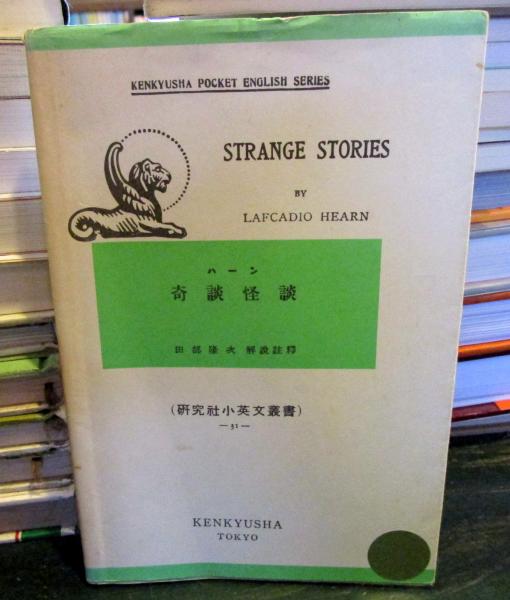 KENKYUSHA POCKET ENGLISH SERIES
STRANGE STORIES
BY
LAFCADIO HEARN
ハーン
奇談怪談
田部隆次 解説註釋
(研究社小英文叢書)
—31—
KENKYUSHA
TOKYO